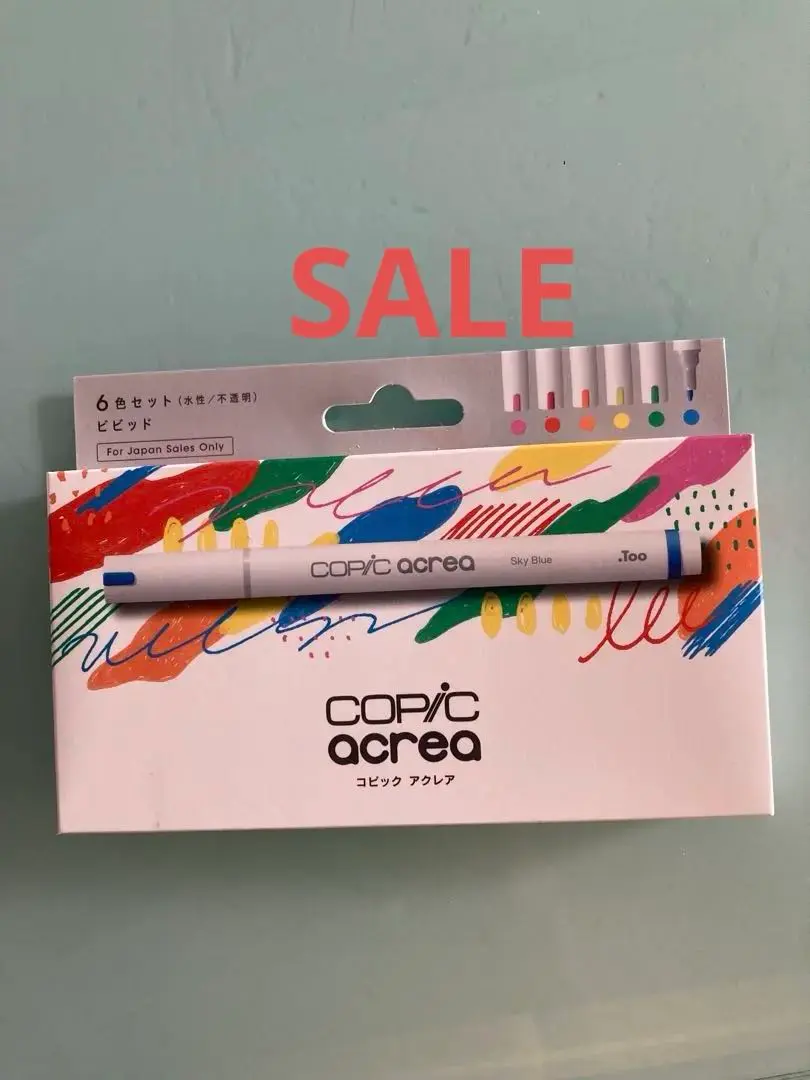 SALE
6色セット（水性／不透明）
ビビッド
For Japan Sales Only
COPiC acrea
Sky Blue
.Too
COPiC
acrea
コピック アクレア